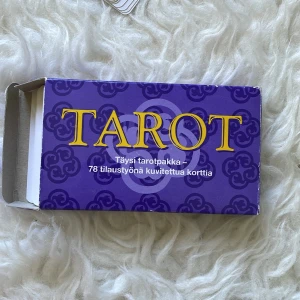 TAROT
Täysi tarotpakka –
78 tilaustyönä kuvitettua korttia